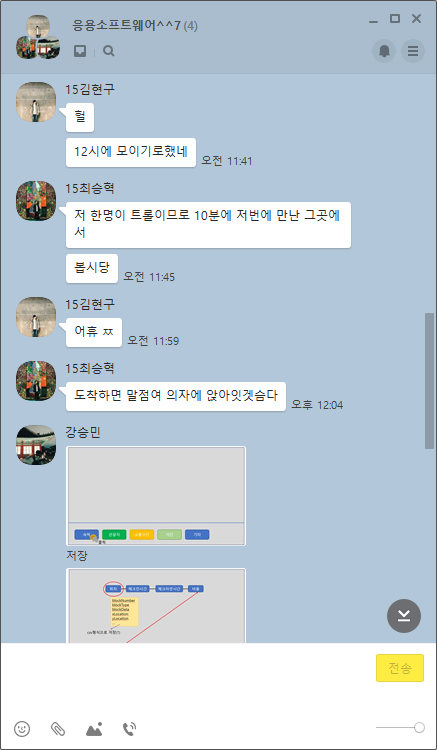 응용소프트웨어^^7 (4)
15김현구
헐
12시에 모이기로했네
오전 11:41
15최승혁
저 한명이 트롤이므로 10분에 저번에 만난 그곳에
서
봅시당
오전 11:45
15김현구
어휴 ㅉ
오전 11:59
15최승혁
도착하면 말점여 의자에 앉아잇겟슴다
오후 12:04
강승민
저장
blockNumber
blockType
blockData
xLocation
yLocation
전송